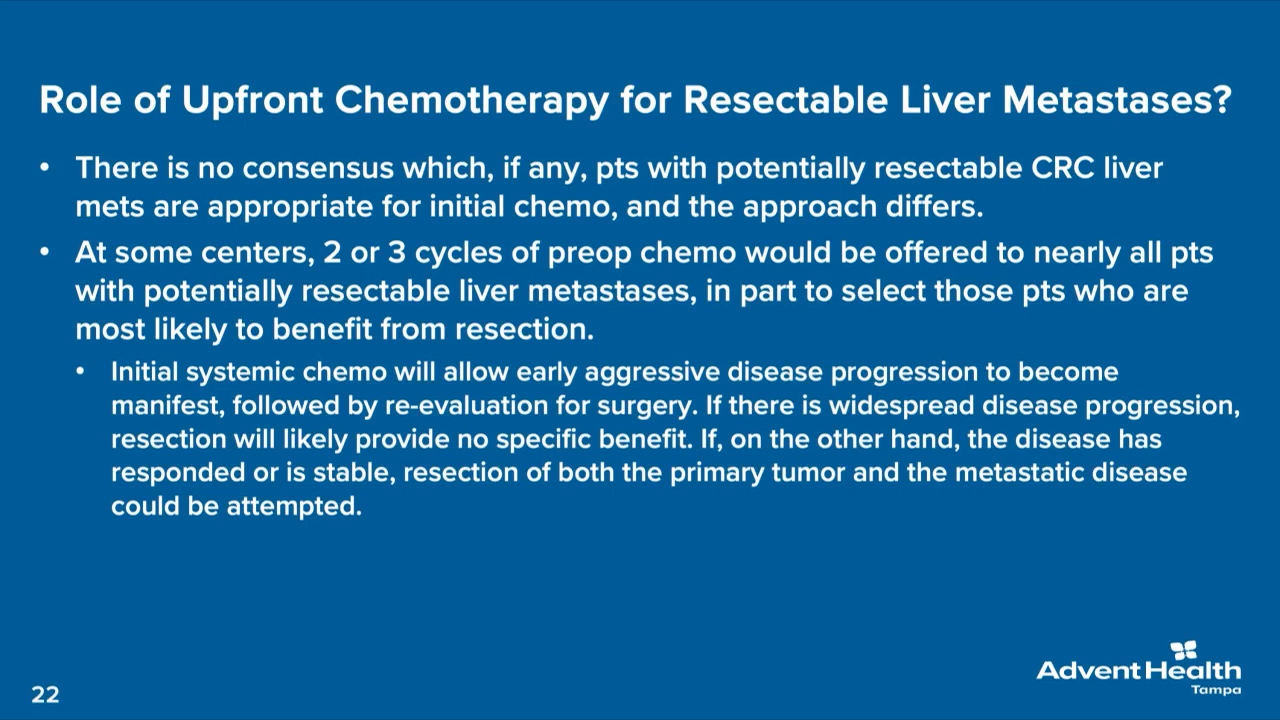 Role of Upfront Chemotherapy for Resectable Liver Metastases?
• There is no consensus which, if any, pts with potentially resectable CRC liver
mets are appropriate for initial chemo, and the approach differs.
• At some centers, 2 or 3 cycles of preop chemo would be offered to nearly all pts
with potentially resectable liver metastases, in part to select those pts who are
most likely to benefit from resection.
• Initial systemic chemo will allow early aggressive disease progression to become
manifest, followed by re-evaluation for surgery. If there is widespread disease progression,
resection will likely provide no specific benefit. If, on the other hand, the disease has
responded or is stable, resection of both the primary tumor and the metastatic disease
could be attempted.
AdventHealth
Tampa
22